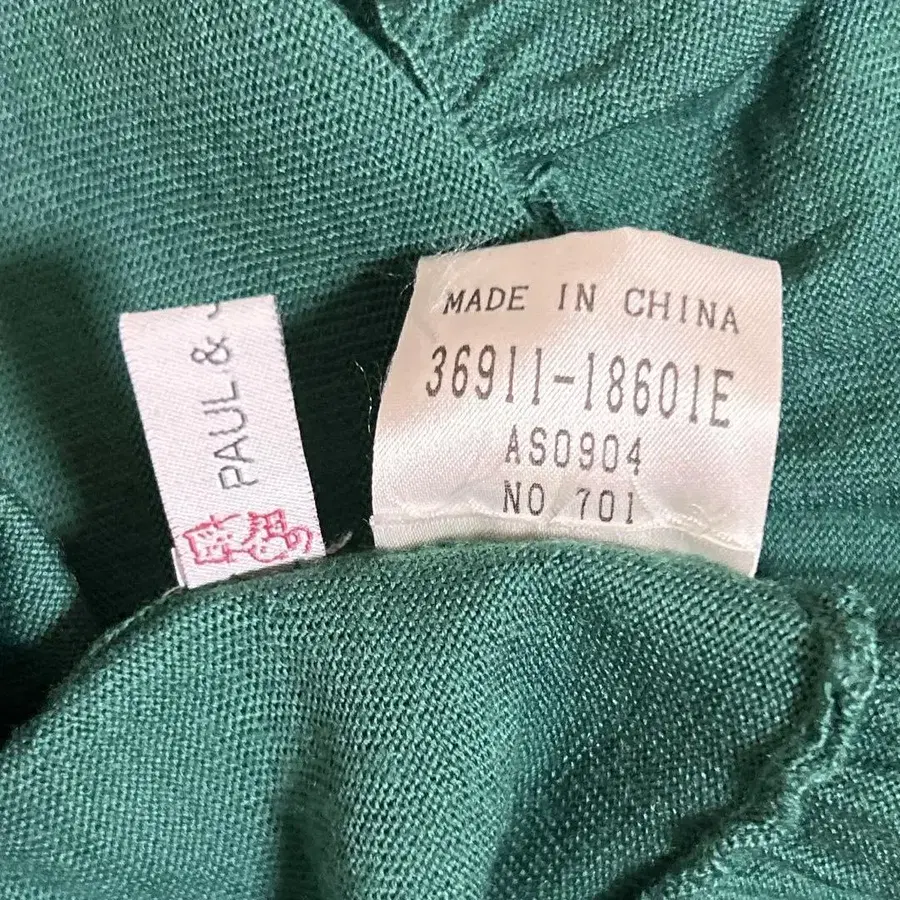 PAUL &
MADE IN CHINA
36911-18601E
AS0904
NO 701